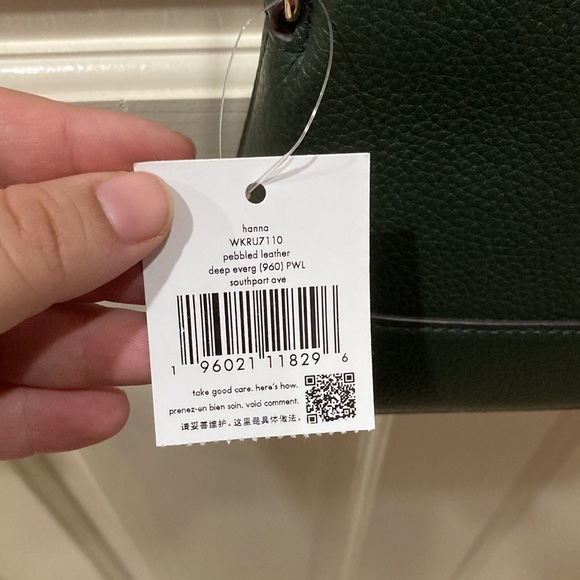 hanna
WKRU7110
pebbled leather
deep everg (960) PWL
southport ave
1 96021 11829 6
take good care. here's how.
prenez-en bien soin. voici comment.
请妥善维护。这里是具体做法。